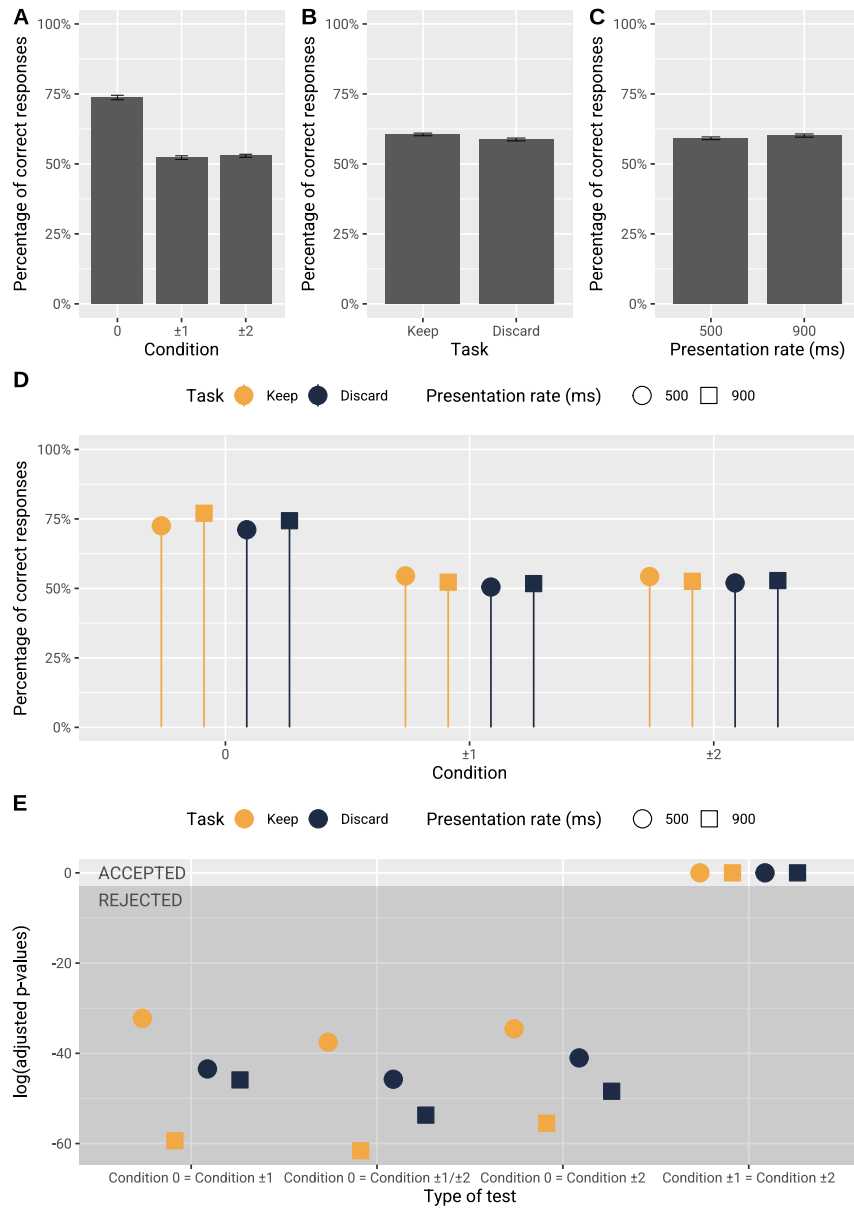 A
B
C
Percentage of correct responses
100%
75%
50%
25%
0%
0
±1
±2
Condition
Percentage of correct responses
100%
75%
50%
25%
0%
Keep
Discard
Task
Percentage of correct responses
100%
75%
50%
25%
0%
500
900
Presentation rate (ms)
D
Task Keep Discard Presentation rate (ms) 500 900
Percentage of correct responses
100%
75%
50%
25%
0%
0
±1
±2
Condition
E
Task Keep Discard Presentation rate (ms) 500 900
log(adjusted p-values)
0
-20
-40
-60
ACCEPTED
REJECTED
Condition 0 = Condition ±1
Condition 0 = Condition ±1/±2
Condition 0 = Condition ±2
Condition ±1 = Condition ±2
Type of test